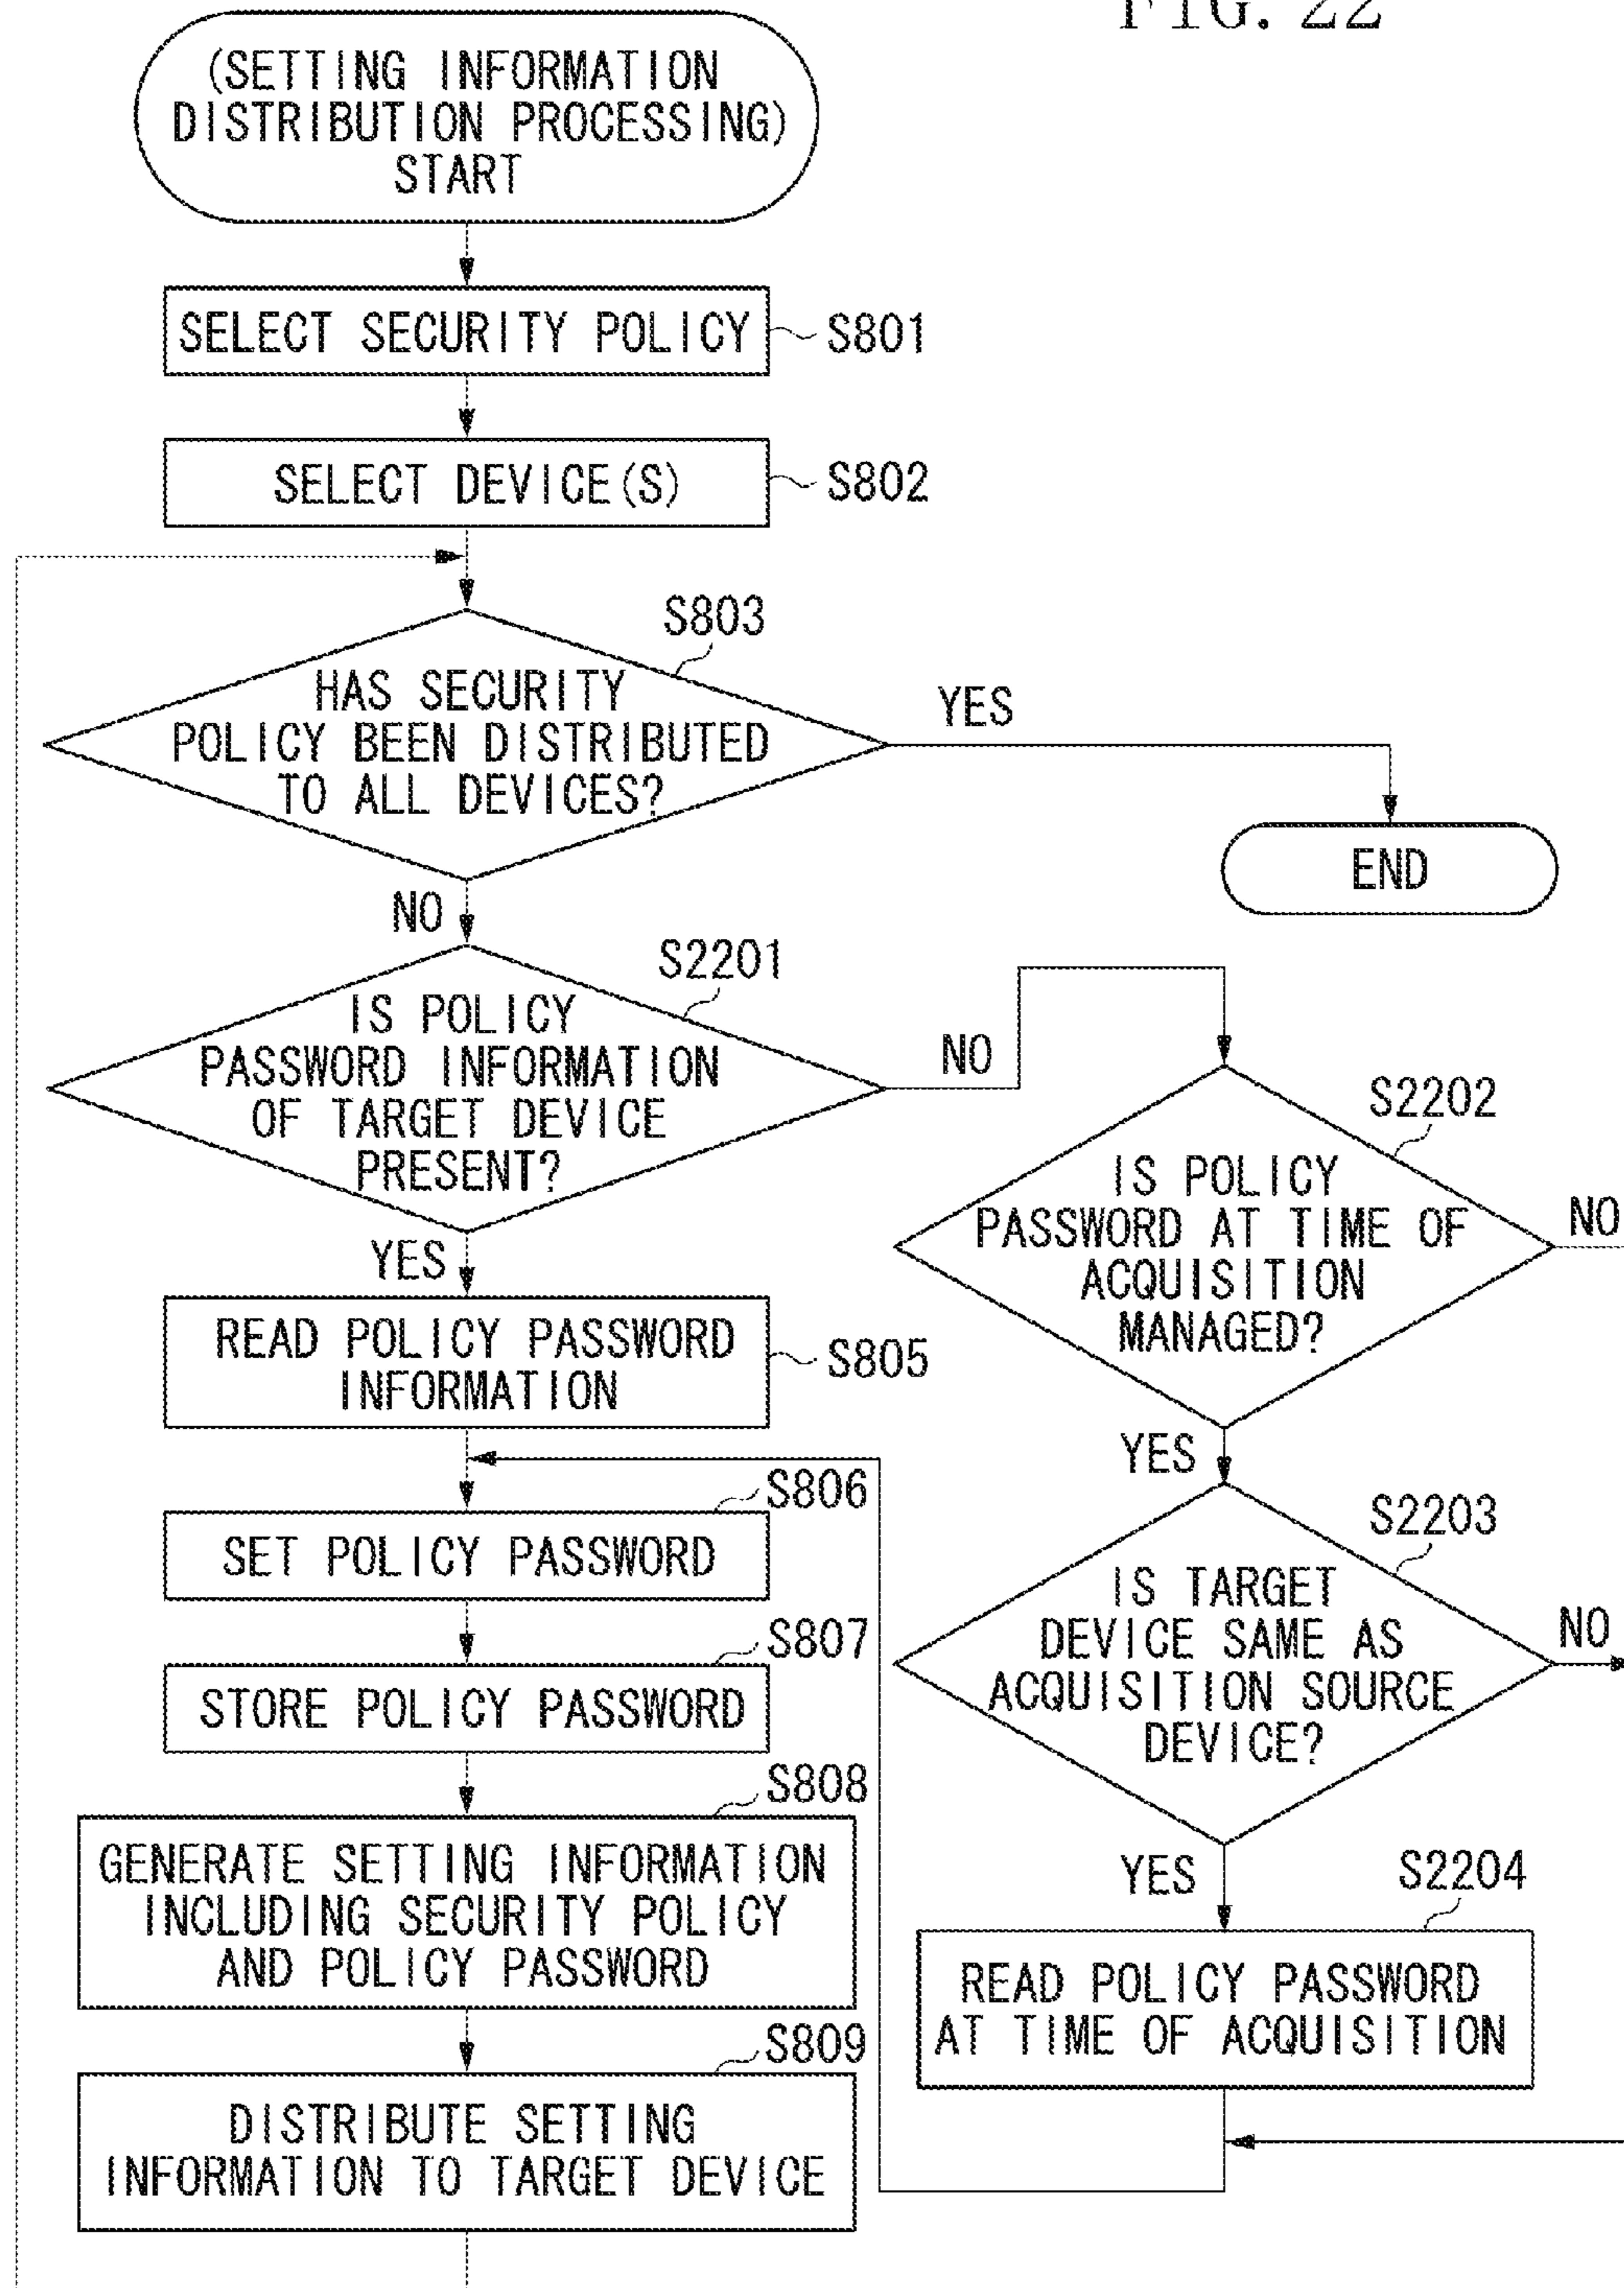 FIG. 22
(SETTING INFORMATION
DISTRIBUTION PROCESSING)
START
SELECT SECURITY POLICY
S801
SELECT DEVICE(S)
S802
S803
HAS SECURITY
POLICY BEEN DISTRIBUTED
TO ALL DEVICES?
YES
END
NO
S2201
IS POLICY
PASSWORD INFORMATION
OF TARGET DEVICE
PRESENT?
NO
S2202
IS POLICY
PASSWORD AT TIME OF
ACQUISITION
MANAGED?
NO
YES
READ POLICY PASSWORD
INFORMATION
S805
YES
S806
SET POLICY PASSWORD
S2203
IS TARGET
DEVICE SAME AS
ACQUISITION SOURCE
DEVICE?
NO
S807
STORE POLICY PASSWORD
S808
GENERATE SETTING INFORMATION
INCLUDING SECURITY POLICY
AND POLICY PASSWORD
YES
S2204
READ POLICY PASSWORD
AT TIME OF ACQUISITION
S809
DISTRIBUTE SETTING
INFORMATION TO TARGET DEVICE